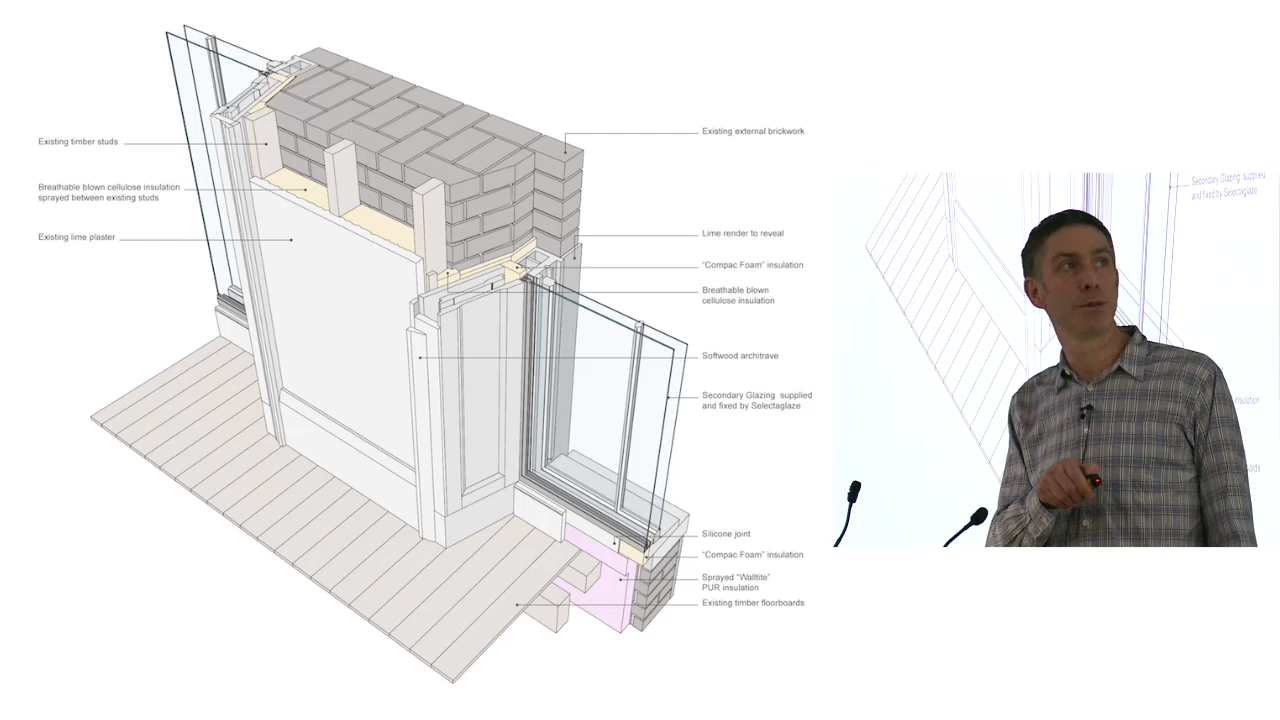 Existing timber studs
Breathable blown cellulose insulation
sprayed between existing studs
Existing lime plaster
Existing external brickwork
Lime render to reveal
“Compac Foam” insulation
Breathable blown
cellulose insulation
Softwood architrave
Secondary Glazing supplied
and fixed by Selectaglaze
Silicone joint
“Compac Foam” insulation
Sprayed “Walltite”
PUR insulation
Existing timber floorboards
Secondary Glazing supplied
and fixed by Selectaglaze